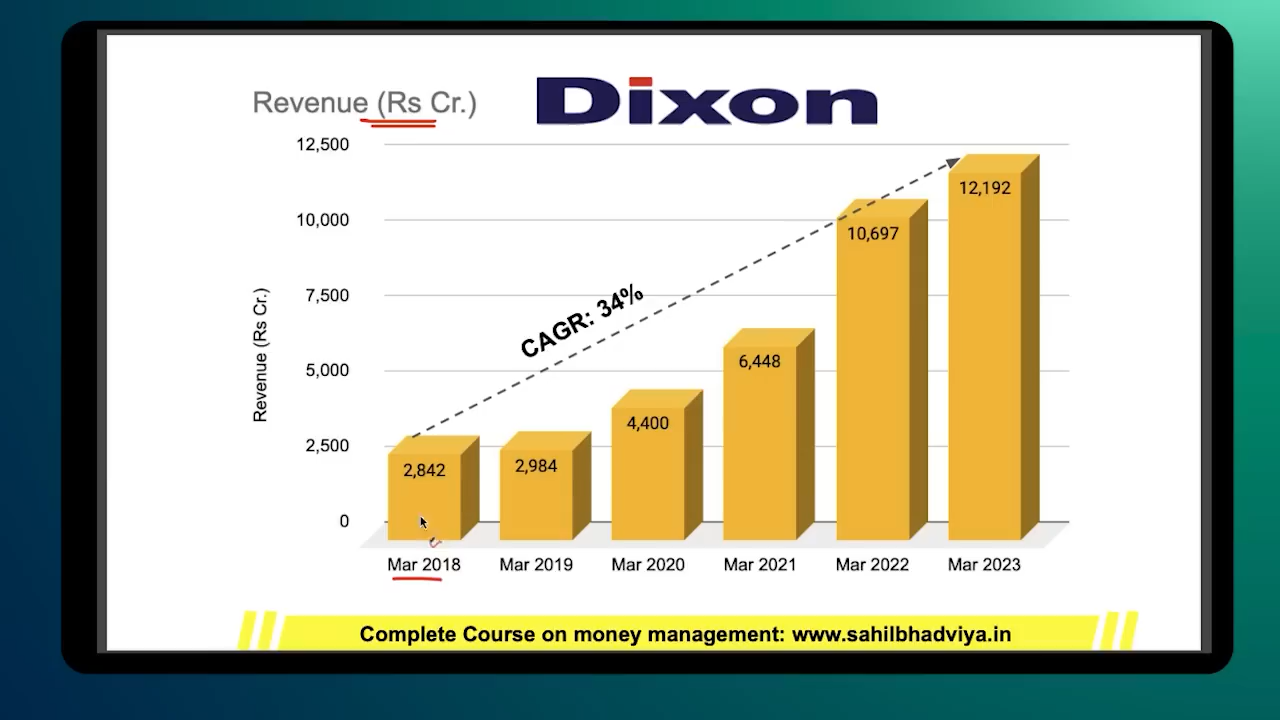 Revenue (Rs Cr.)
Dixon
12,500
10,000
7,500
5,000
2,500
0
Revenue (Rs Cr.)
CAGR: 34%
2,842
2,984
4,400
6,448
10,697
12,192
Mar 2018
Mar 2019
Mar 2020
Mar 2021
Mar 2022
Mar 2023
Complete Course on money management: www.sahilbhadviya.in